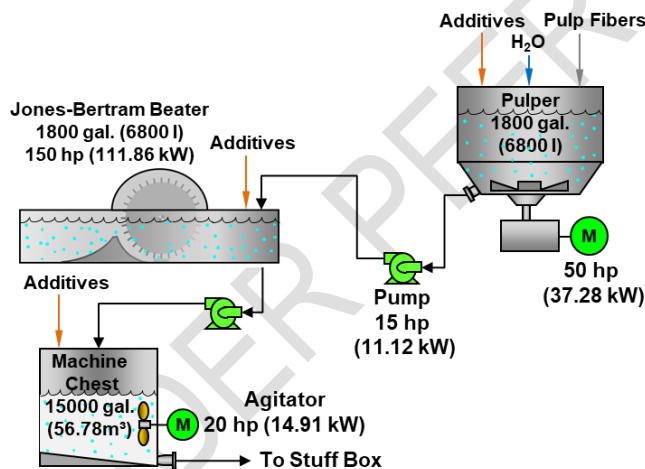 Additives
Pulp Fibers
H₂O
Pulper
1800 gal.
(6800 l)
M
50 hp
(37.28 kW)
Jones-Bertram Beater
1800 gal. (6800 l)
150 hp (111.86 kW)
Additives
Pump
15 hp
(11.12 kW)
Additives
Machine
Chest
15000 gal.
(56.78m³)
Agitator
M
20 hp (14.91 kW)
To Stuff Box